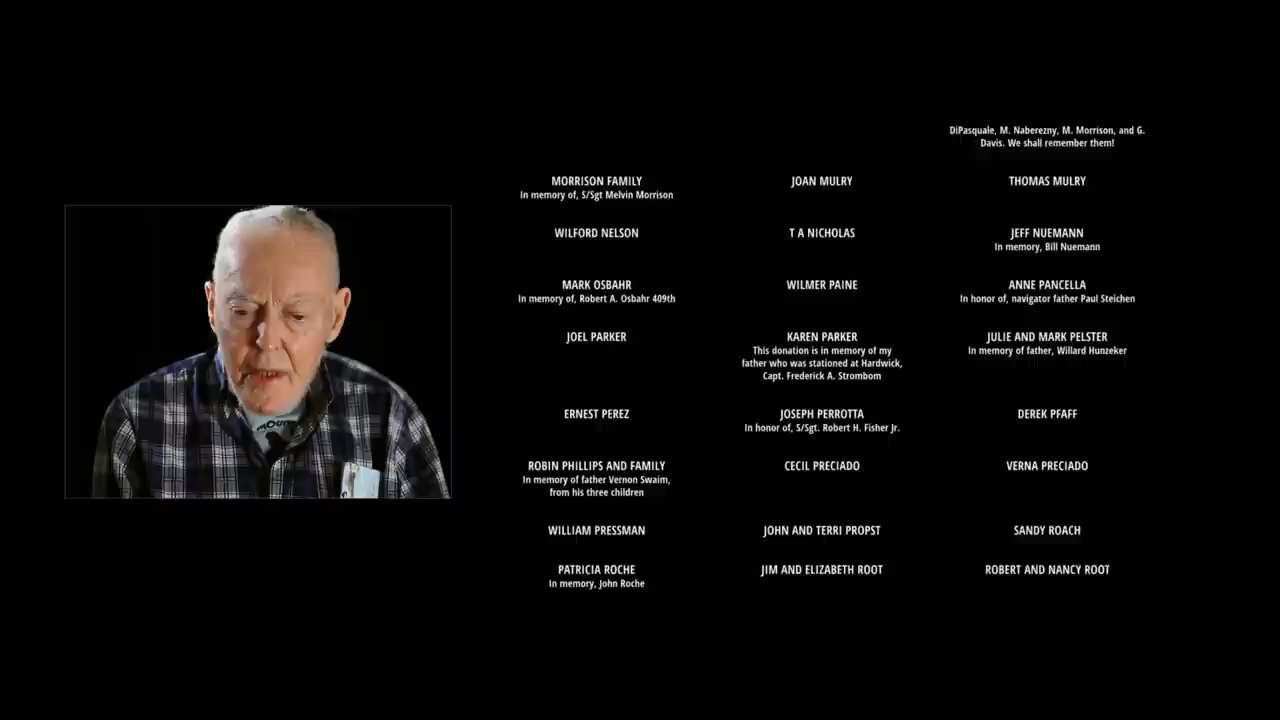 DiPasquale, M. Naberezny, M. Morrison, and G.
Davis. We shall remember them!
MORRISON FAMILY
In memory of, S/Sgt Melvin Morrison
JOAN MULRY
THOMAS MULRY
WILFORD NELSON
T A NICHOLAS
JEFF NUEMANN
In memory, Bill Nuemann
MARK OSBAHR
In memory of, Robert A. Osbahr 409th
WILMER PAINE
ANNE PANCELLA
In honor of, navigator father Paul Steichen
JOEL PARKER
KAREN PARKER
This donation is in memory of my
father who was stationed at Hardwick,
Capt. Frederick A. Strombom
JULIE AND MARK PELSTER
In memory of father, Willard Hunzeker
ERNEST PEREZ
JOSEPH PERROTTA
In honor of, S/Sgt. Robert H. Fisher Jr.
DEREK PFAFF
ROBIN PHILLIPS AND FAMILY
In memory of father Vernon Swaim,
from his three children
CECIL PRECIADO
VERNA PRECIADO
WILLIAM PRESSMAN
JOHN AND TERRI PROPST
SANDY ROACH
PATRICIA ROCHE
In memory, John Roche
JIM AND ELIZABETH ROOT
ROBERT AND NANCY ROOT